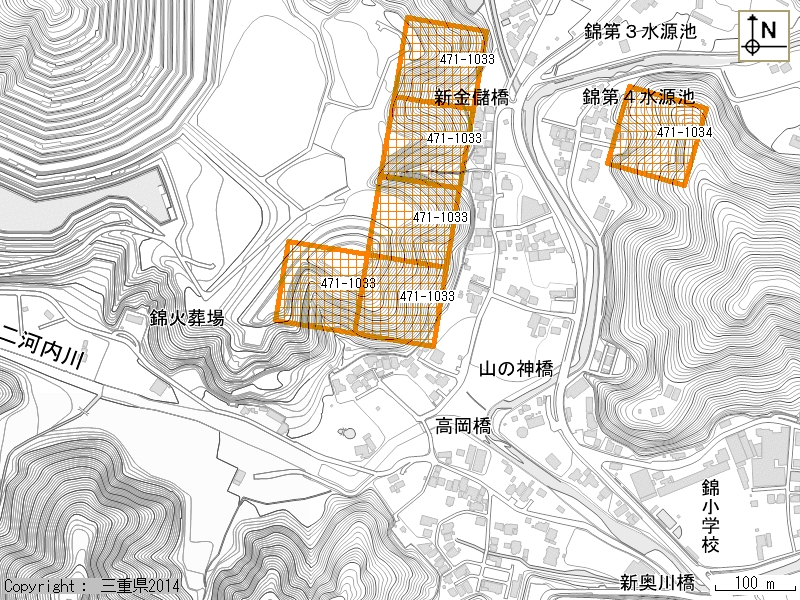 錦第3水源池
N
471-1033
新金儲橋
錦第4水源池
471-1033
471-1034
471-1033
471-1033
471-1033
錦火葬場
二河内川
山の神橋
高岡橋
錦小学校
新奥川橋
100 m
Copyright : 三重県2014